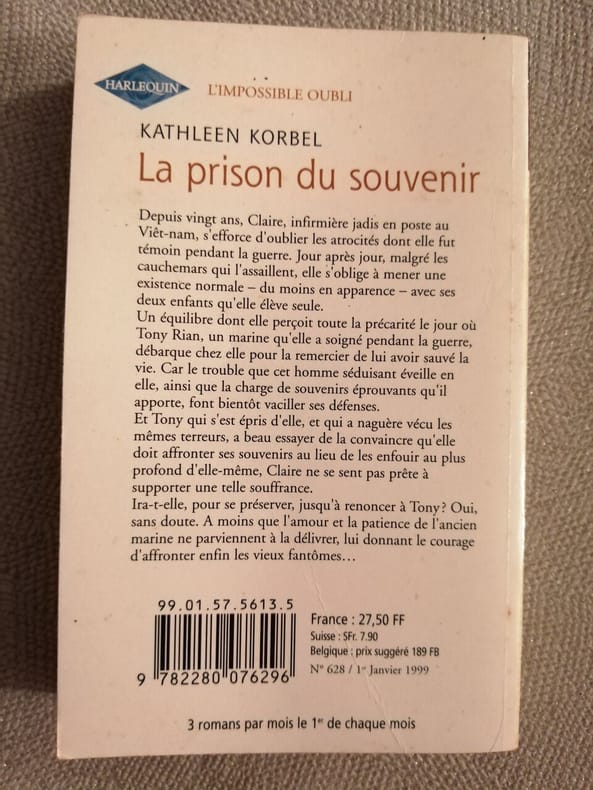 HARLEQUIN
L'IMPOSSIBLE OUBLI
KATHLEEN KORBEL
La prison du souvenir
Depuis vingt ans, Claire, infirmière jadis en poste au
Viêt-nam, s'efforce d'oublier les atrocités dont elle fut
témoin pendant la guerre. Jour après jour, malgré les
cauchemars qui l'assaillent, elle s'oblige à mener une
existence normale – du moins en apparence – avec ses
deux enfants qu'elle élève seule.
Un équilibre dont elle perçoit toute la précarité le jour où
Tony Rian, un marine qu'elle a soigné pendant la guerre,
débarque chez elle pour la remercier de lui avoir sauvé la
vie. Car le trouble que cet homme séduisant éveille en
elle, ainsi que la charge de souvenirs éprouvants qu'il
apporte, font bientôt vaciller ses défenses.
Et Tony qui s'est épris d'elle, et qui a naguère vécu les
mêmes terreurs, a beau essayer de la convaincre qu'elle
doit affronter ses souvenirs au lieu de les enfouir au plus
profond d'elle-même, Claire ne se sent pas prête à
supporter une telle souffrance.
Ira-t-elle, pour se préserver, jusqu'à renoncer à Tony? Oui,
sans doute. A moins que l'amour et la patience de l'ancien
marine ne parviennent à la délivrer, lui donnant le courage
d'affronter enfin les vieux fantômes…
99.01.57.5613.5
9 782280 076296
France : 27,50 FF
Suisse : SFr. 7.90
Belgique : prix suggéré 189 FB
N° 628 / 1er Janvier 1999
3 romans par mois le 1er de chaque mois